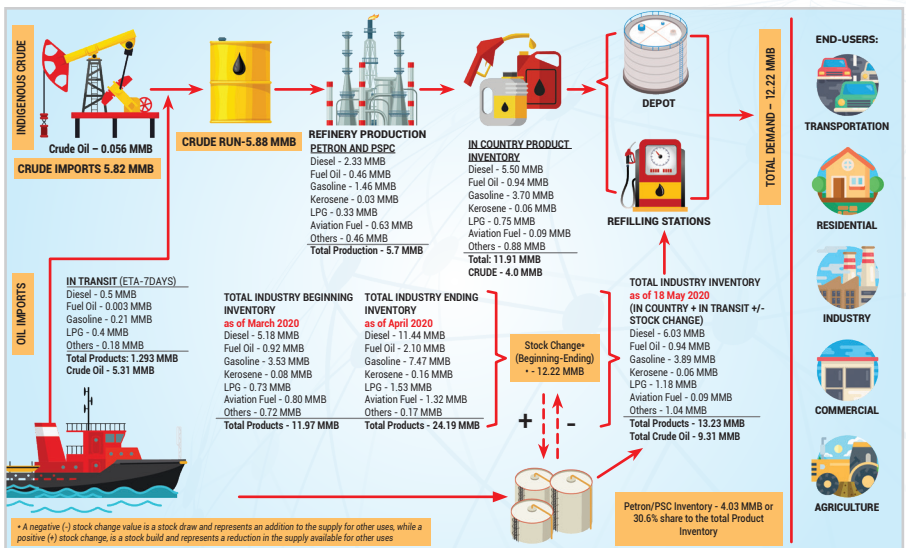 INDIGENOUS CRUDE
Crude Oil – 0.056 MMB
CRUDE IMPORTS 5.82 MMB
CRUDE RUN-5.88 MMB
REFINERY PRODUCTION
PETRON AND PSPC
Diesel - 2.33 MMB
Fuel Oil - 0.46 MMB
Gasoline - 1.46 MMB
Kerosene - 0.03 MMB
LPG - 0.33 MMB
Aviation Fuel - 0.63 MMB
Others - 0.46 MMB
Total Production - 5.7 MMB
IN COUNTRY PRODUCT
INVENTORY
Diesel - 5.50 MMB
Fuel Oil - 0.94 MMB
Gasoline - 3.70 MMB
Kerosene - 0.06 MMB
LPG - 0.75 MMB
Aviation Fuel - 0.09 MMB
Others - 0.88 MMB
Total: 11.91 MMB
CRUDE - 4.0 MMB
DEPOT
REFILLING STATIONS
TOTAL DEMAND – 12.22 MMB
END-USERS:
TRANSPORTATION
RESIDENTIAL
INDUSTRY
COMMERCIAL
AGRICULTURE
OIL IMPORTS
IN TRANSIT (ETA-7DAYS)
Diesel - 0.5 MMB
Fuel Oil - 0.003 MMB
Gasoline - 0.21 MMB
LPG - 0.4 MMB
Others - 0.18 MMB
Total Products: 1.293 MMB
Crude Oil - 5.31 MMB
TOTAL INDUSTRY BEGINNING
INVENTORY
as of March 2020
Diesel - 5.18 MMB
Fuel Oil - 0.92 MMB
Gasoline - 3.53 MMB
Kerosene - 0.08 MMB
LPG - 0.73 MMB
Aviation Fuel - 0.80 MMB
Others - 0.72 MMB
Total Products - 11.97 MMB
TOTAL INDUSTRY ENDING
INVENTORY
as of April 2020
Diesel - 11.44 MMB
Fuel Oil - 2.10 MMB
Gasoline - 7.47 MMB
Kerosene - 0.16 MMB
LPG - 1.53 MMB
Aviation Fuel - 1.32 MMB
Others - 0.17 MMB
Total Products - 24.19 MMB
Stock Change*
(Beginning-Ending)
• - 12.22 MMB
+ -
TOTAL INDUSTRY INVENTORY
as of 18 May 2020
(IN COUNTRY + IN TRANSIT +/-
STOCK CHANGE)
Diesel - 6.03 MMB
Fuel Oil - 0.94 MMB
Gasoline - 3.89 MMB
Kerosene - 0.06 MMB
LPG - 1.18 MMB
Aviation Fuel - 0.09 MMB
Others - 1.04 MMB
Total Products - 13.23 MMB
Total Crude Oil - 9.31 MMB
Petron/PSC Inventory - 4.03 MMB or
30.6% share to the total Product
Inventory
• A negative (-) stock change value is a stock draw and represents an addition to the supply for other uses, while a
positive (+) stock change, is a stock build and represents a reduction in the supply available for other uses